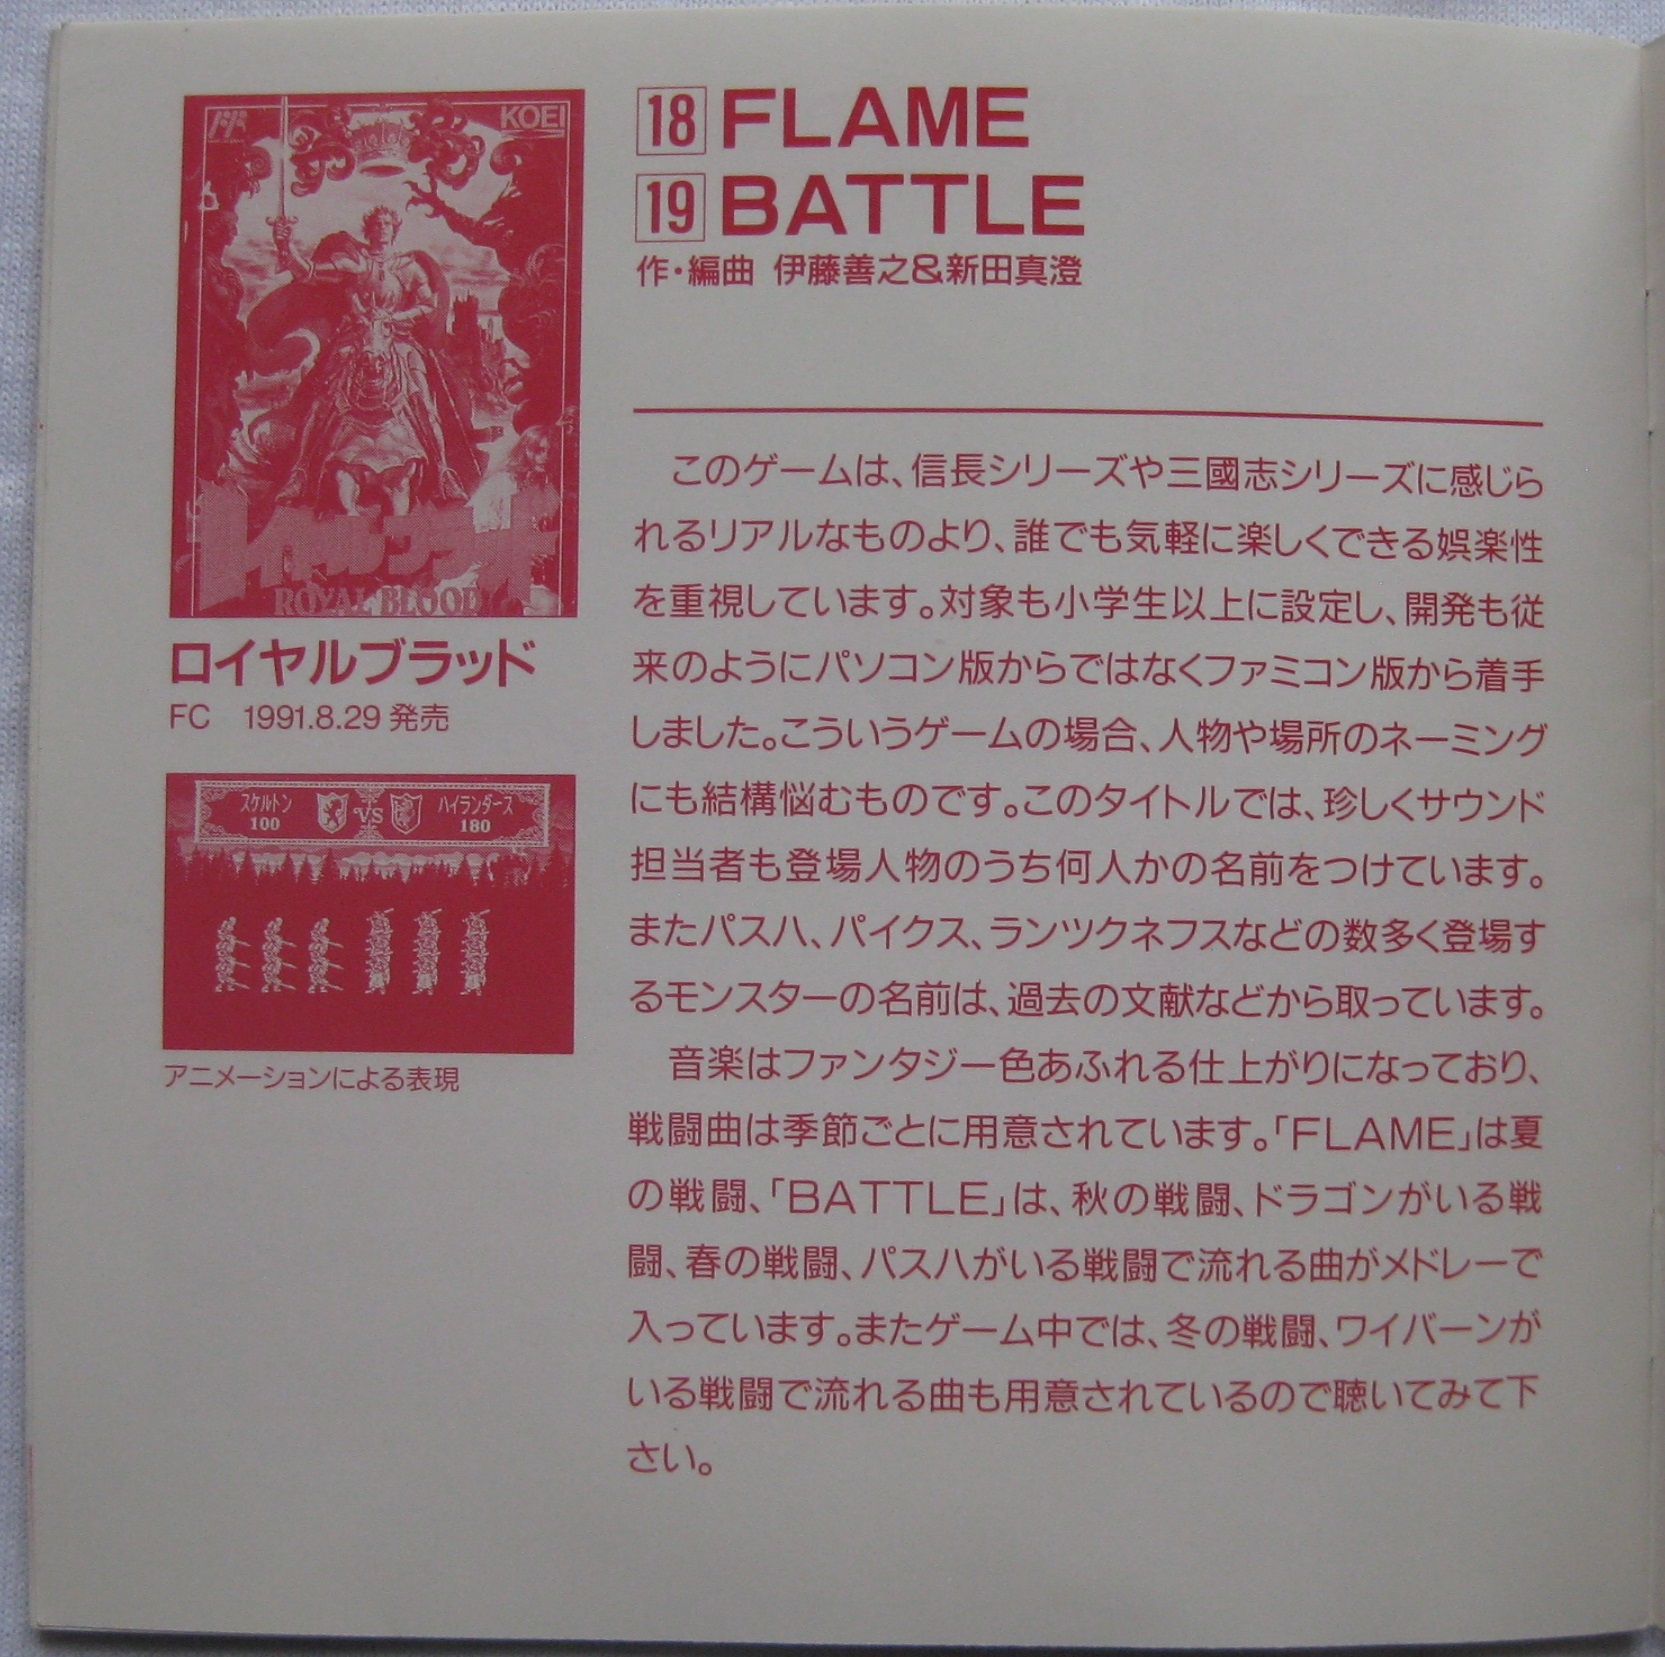 KOEI
ロイヤルブラッド
ROYAL BLOOD
ロイヤルブラッド
FC 1991.8.29 発売
スケルトン
100
VS
ハイランダーズ
180
アニメーションによる表現
18 FLAME
19 BATTLE
作・編曲 伊藤善之&新田真澄
このゲームは、信長シリーズや三國志シリーズに感じら
れるリアルなものより、誰でも気軽に楽しくできる娯楽性
を重視しています。対象も小学生以上に設定し、開発も従
来のようにパソコン版からではなくファミコン版から着手
しました。こういうゲームの場合、人物や場所のネーミング
にも結構悩むものです。このタイトルでは、珍しくサウンド
担当者も登場人物のうち何人かの名前をつけています。
またパスハ、パイクス、ランツクネフスなどの数多く登場す
るモンスターの名前は、過去の文献などから取っています。
音楽はファンタジー色あふれる仕上がりになっており、
戦闘曲は季節ごとに用意されています。「FLAME」は夏
の戦闘、「BATTLE」は、秋の戦闘、ドラゴンがいる戦
闘、春の戦闘、パスハがいる戦闘で流れる曲がメドレーで
入っています。またゲーム中では、冬の戦闘、ワイバーンが
いる戦闘で流れる曲も用意されているので聴いてみて下
さい。